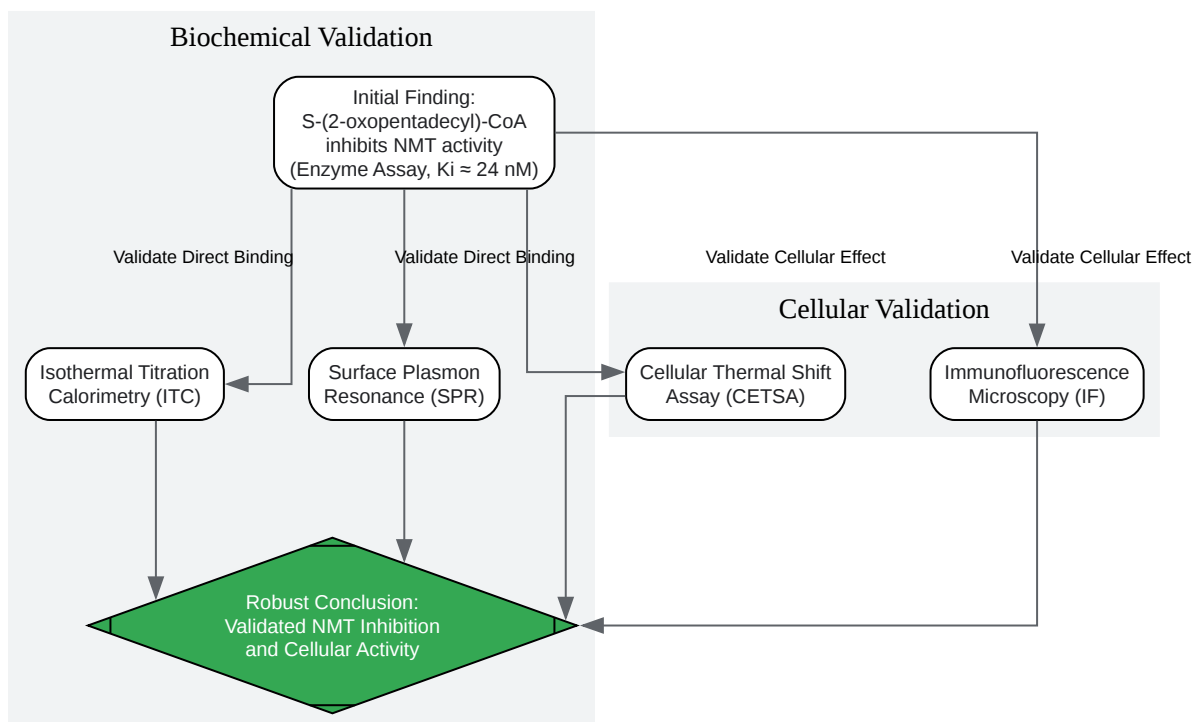 Biochemical Validation
Initial Finding:
S-(2-oxopentadecyl)-CoA
inhibits NMT activity
(Enzyme Assay, Ki ≈ 24 nM)
Validate Direct Binding
Validate Direct Binding
Validate Cellular Effect
Validate Cellular Effect
Cellular Validation
Isothermal Titration
Calorimetry (ITC)
Surface Plasmon
Resonance (SPR)
Cellular Thermal Shift
Assay (CETSA)
Immunofluorescence
Microscopy (IF)
Robust Conclusion:
Validated NMT Inhibition
and Cellular Activity